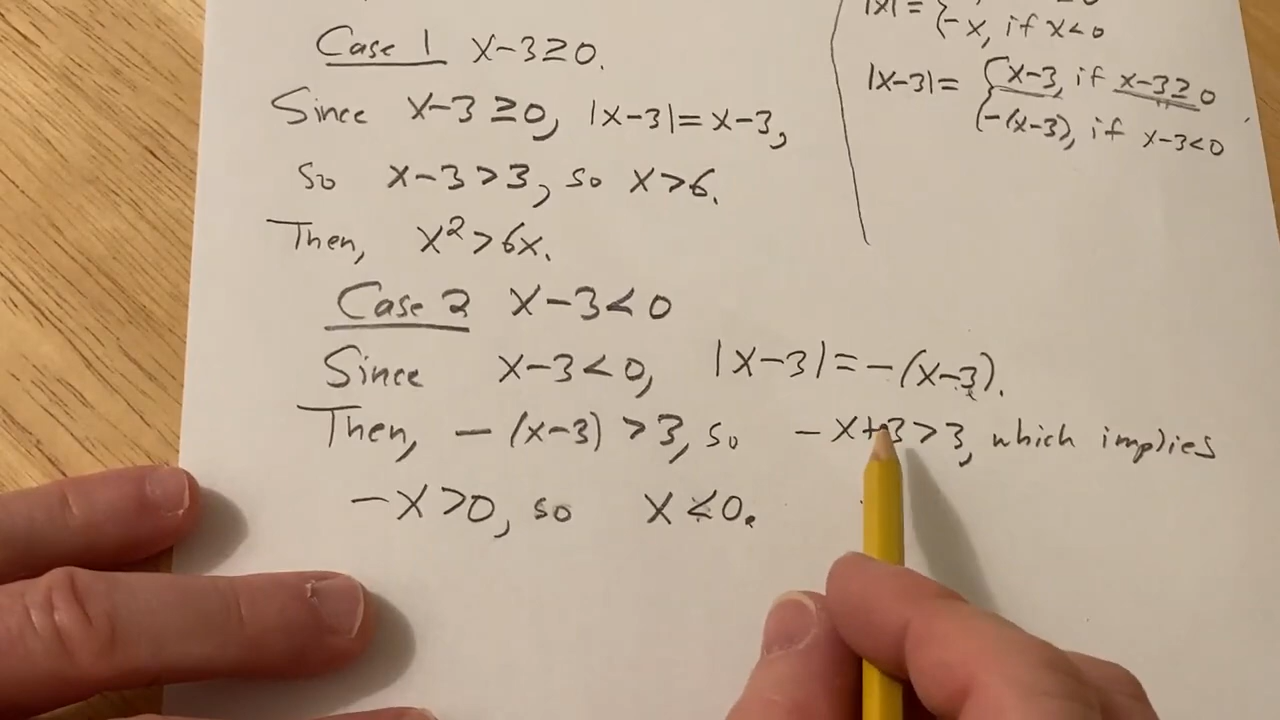 Case 1 x-3≥0.
Since x-3≥0, |x-3|=x-3,
So x-3>3, so x>6.
Then, x²>6x.
Case 2 x-3<0
Since x-3<0, |x-3|=-(x-3).
Then, -(x-3)>3, so -x+3>3, which implies
-x>0, so x<0.
|x|= {-x, if x<0
|x-3|= {x-3, if x-3≥0
{-(x-3), if x-3<0